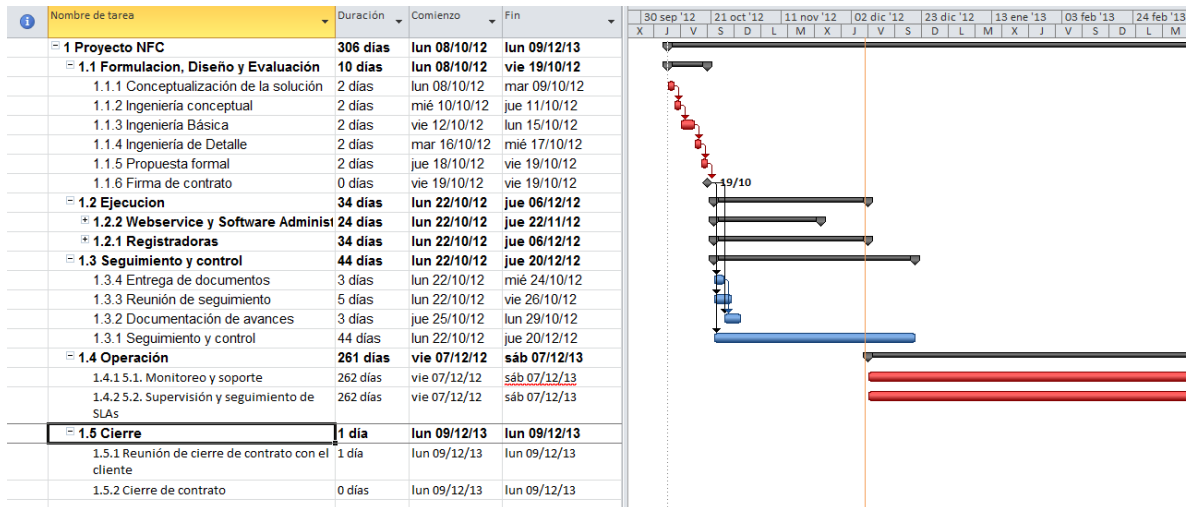 Nombre de tarea Duración Comienzo Fin 30 sep '12 21 oct '12 11 nov '12 02 dic '12 23 dic '12 13 ene '13 03 feb '13 24 feb '13
X J V S D L M X J V S D L M X J V S D L M
1 Proyecto NFC 306 días lun 08/10/12 lun 09/12/13
1.1 Formulacion, Diseño y Evaluación 10 días lun 08/10/12 vie 19/10/12
1.1.1 Conceptualización de la solución 2 días lun 08/10/12 mar 09/10/12
1.1.2 Ingeniería conceptual 2 días mié 10/10/12 jue 11/10/12
1.1.3 Ingeniería Básica 2 días vie 12/10/12 lun 15/10/12
1.1.4 Ingeniería de Detalle 2 días mar 16/10/12 mié 17/10/12
1.1.5 Propuesta formal 2 días jue 18/10/12 vie 19/10/12
1.1.6 Firma de contrato 0 días vie 19/10/12 vie 19/10/12 19/10
1.2 Ejecucion 34 días lun 22/10/12 jue 06/12/12
1.2.2 Webservice y Software Administ 24 días lun 22/10/12 jue 22/11/12
1.2.1 Registradoras 34 días lun 22/10/12 jue 06/12/12
1.3 Seguimiento y control 44 días lun 22/10/12 jue 20/12/12
1.3.4 Entrega de documentos 3 días lun 22/10/12 mié 24/10/12
1.3.3 Reunión de seguimiento 5 días lun 22/10/12 vie 26/10/12
1.3.2 Documentación de avances 3 días jue 25/10/12 lun 29/10/12
1.3.1 Seguimiento y control 44 días lun 22/10/12 jue 20/12/12
1.4 Operación 261 días vie 07/12/12 sáb 07/12/13
1.4.1 5.1. Monitoreo y soporte 262 días vie 07/12/12 sáb 07/12/13
1.4.2 5.2. Supervisión y seguimiento de 262 días vie 07/12/12 sáb 07/12/13
SLAs
1.5 Cierre 1 día lun 09/12/13 lun 09/12/13
1.5.1 Reunión de cierre de contrato con el 1 día lun 09/12/13 lun 09/12/13
cliente
1.5.2 Cierre de contrato 0 días lun 09/12/13 lun 09/12/13